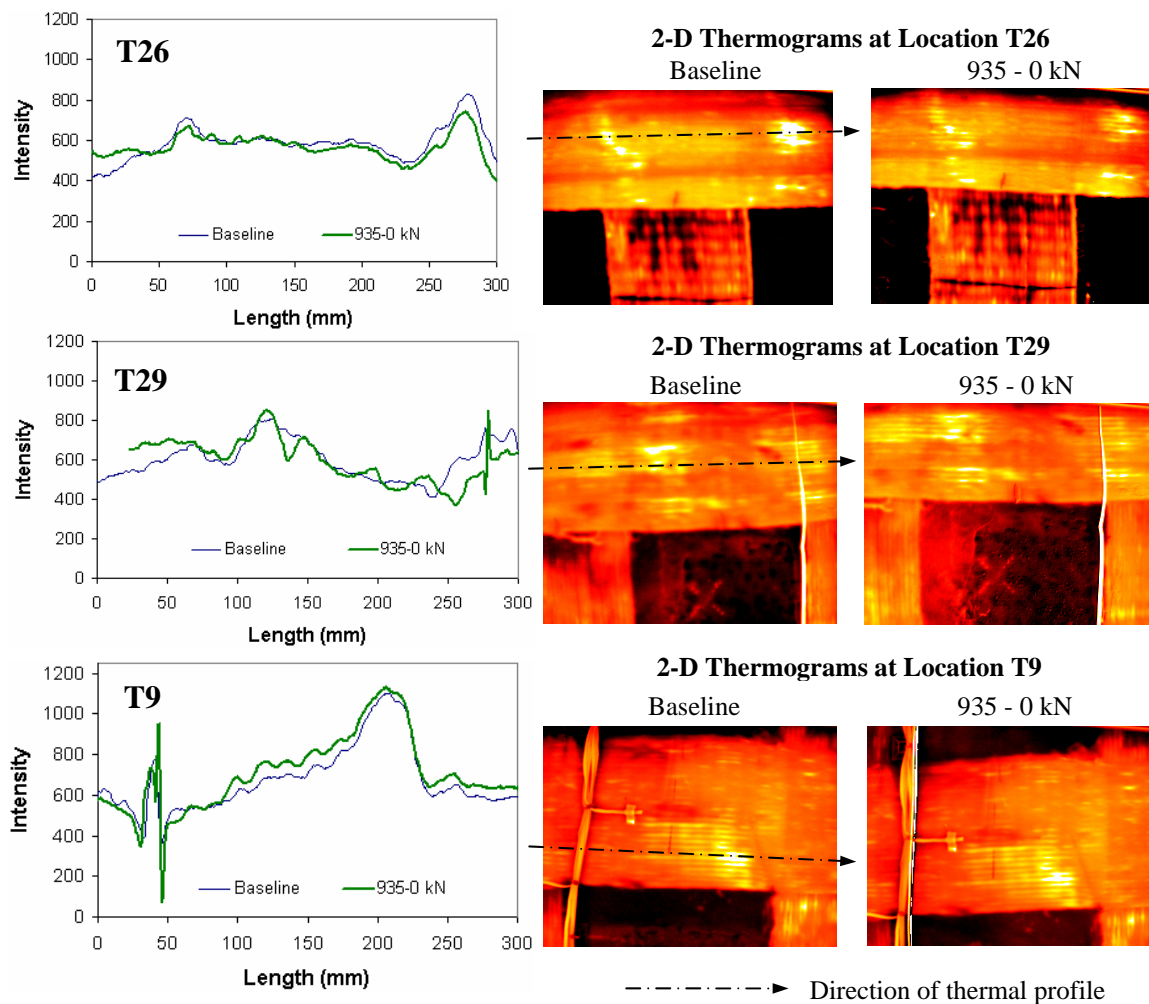 T26
Intensity
1200
1000
800
600
400
200
0
Baseline
935-0 kN
0 50 100 150 200 250 300
Length (mm)
2-D Thermograms at Location T26
Baseline 935 - 0 kN
T29
Intensity
1200
1000
800
600
400
200
0
Baseline
935-0 kN
0 50 100 150 200 250 300
Length (mm)
2-D Thermograms at Location T29
Baseline 935 - 0 kN
T9
Intensity
1200
1000
800
600
400
200
0
Baseline
935-0 kN
0 50 100 150 200 250 300
Length (mm)
2-D Thermograms at Location T9
Baseline 935 - 0 kN
Direction of thermal profile